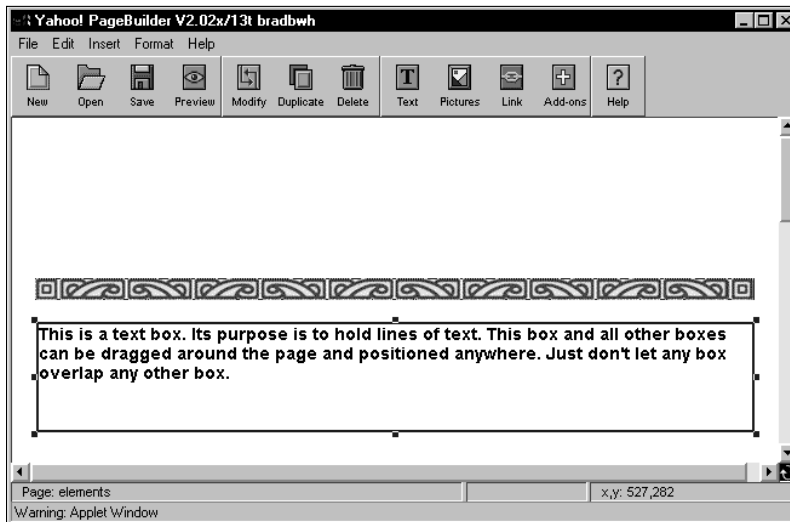 Yahoo! PageBuilder V2.02x/13t bradbwh
File Edit Insert Format Help
New Open Save Preview Modify Duplicate Delete Text Pictures Link Add-ons Help
This is a text box. Its purpose is to hold lines of text. This box and all other boxes
can be dragged around the page and positioned anywhere. Just don't let any box
overlap any other box.
Page: elements x,y: 527,282
Warning: Applet Window